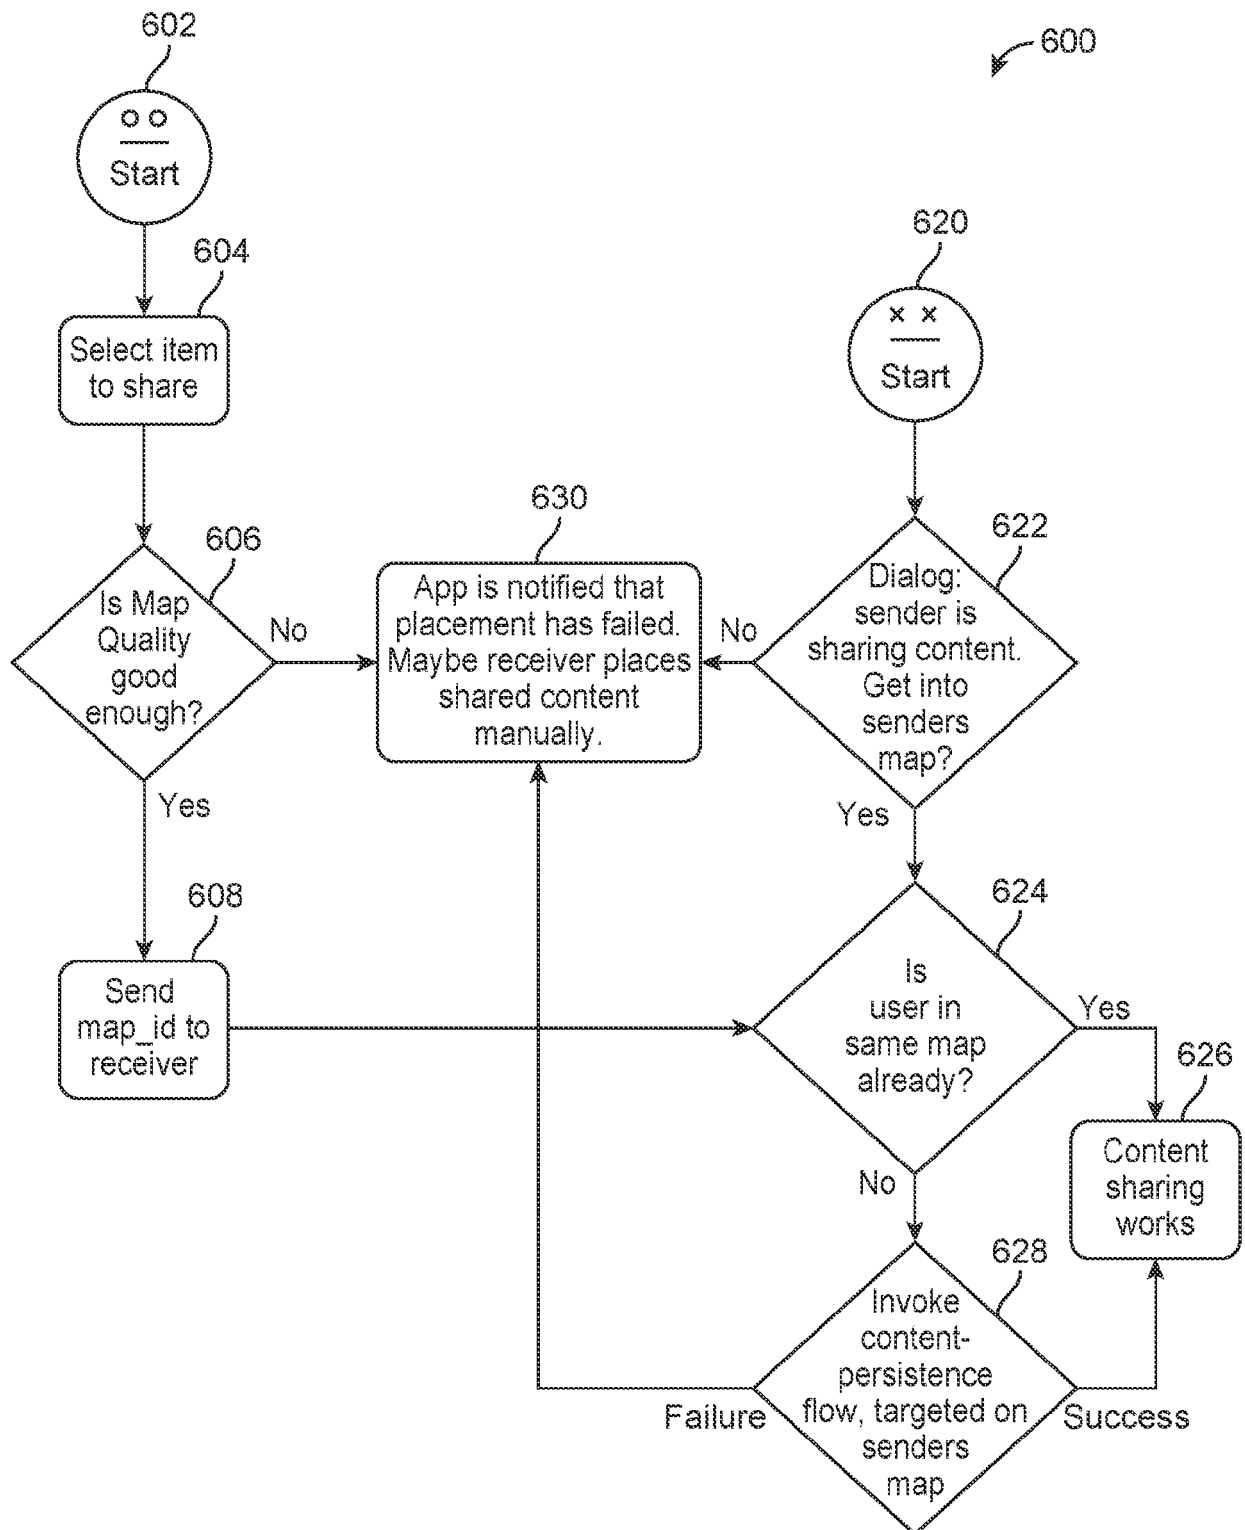 602
600
Start
604
620
Select item
to share
Start
630
622
606
App is notified that
placement has failed.
Maybe receiver places
shared content
manually.
Dialog:
sender is
sharing content.
Get into
senders
map?
Is Map
Quality
good
enough?
No
No
Yes
Yes
608
624
Send
map_id to
receiver
Is
user in
same map
already?
Yes
626
Content
sharing
works
No
628
Invoke
content-
persistence
flow, targeted on
senders
map
Failure
Success